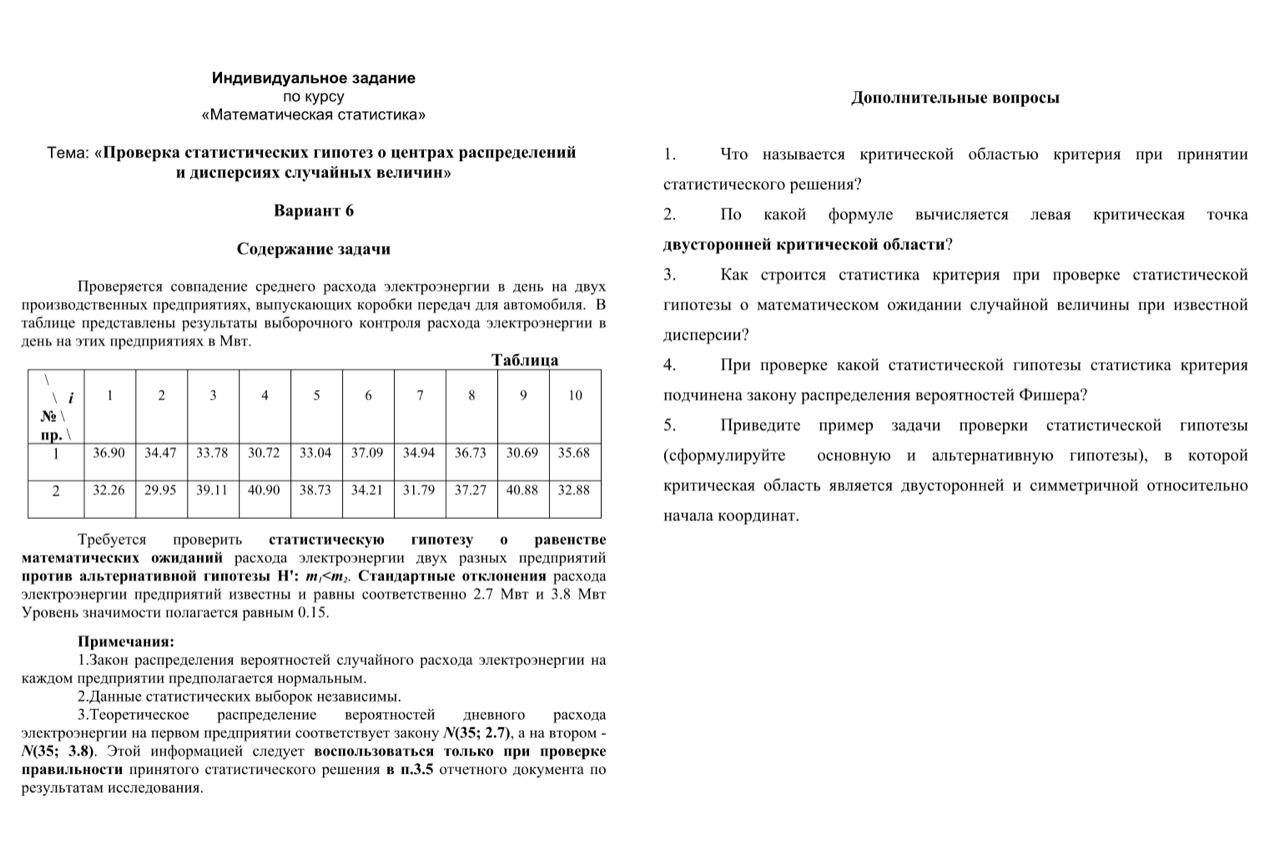 Индивидуальное задание
по курсу
«Математическая статистика»
Тема: «Проверка статистических гипотез о центрах распределений
и дисперсиях случайных величин»
Вариант 6
Содержание задачи
Проверяется совпадение среднего расхода электроэнергии в день на двух
производственных предприятиях, выпускающих коробки передач для автомобиля. В
таблице представлены результаты выборочного контроля расхода электроэнергии в
день на этих предприятиях в Мвт.
Таблица
\
\ i
№ \
пр. \
1 2 3 4 5 6 7 8 9 10
1 36.90 34.47 33.78 30.72 33.04 37.09 34.94 36.73 30.69 35.68
2 32.26 29.95 39.11 40.90 38.73 34.21 31.79 37.27 40.88 32.88
Требуется проверить статистическую гипотезу о равенстве
математических ожиданий расхода электроэнергии двух разных предприятий
против альтернативной гипотезы H': m₁<m₂. Стандартные отклонения расхода
электроэнергии предприятий известны и равны соответственно 2.7 Мвт и 3.8 Мвт
Уровень значимости полагается равным 0.15.
Примечания:
1.Закон распределения вероятностей случайного расхода электроэнергии на
каждом предприятии предполагается нормальным.
2.Данные статистических выборок независимы.
3.Теоретическое распределение вероятностей дневного расхода
электроэнергии на первом предприятии соответствует закону N(35; 2.7), а на втором -
N(35; 3.8). Этой информацией следует воспользоваться только при проверке
правильности принятого статистического решения в п.3.5 отчетного документа по
результатам исследования.
Дополнительные вопросы
1. Что называется критической областью критерия при принятии
статистического решения?
2. По какой формуле вычисляется левая критическая точка
двусторонней критической области?
3. Как строится статистика критерия при проверке статистической
гипотезы о математическом ожидании случайной величины при известной
дисперсии?
4. При проверке какой статистической гипотезы статистика критерия
подчинена закону распределения вероятностей Фишера?
5. Приведите пример задачи проверки статистической гипотезы
(сформулируйте основную и альтернативную гипотезы), в которой
критическая область является двусторонней и симметричной относительно
начала координат.